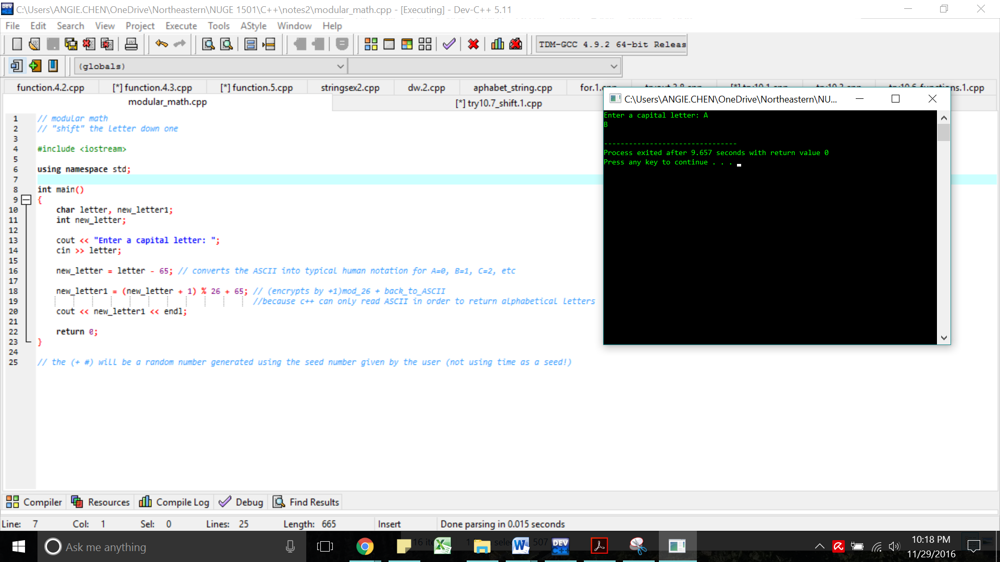 C:\Users\ANGIE.CHEN\OneDrive\Northeastern\NUGE 1501\C++\notes2\modular_math.cpp - [Executing] - Dev-C++ 5.11
File Edit Search View Project Execute Tools AStyle Window Help
TDM-GCC 4.9.2 64-bit Releas
(globals)
function.4.2.cpp [*] function.4.3.cpp [*] function.5.cpp stringsex2.cpp dw.2.cpp aphabet_string.cpp for.1.cpp
modular_math.cpp [*] try10.7_shift.1.cpp
1 // modular math
2 // "shift" the letter down one
3
4 #include <iostream>
5
6 using namespace std;
7
8 int main()
9 {
10 char letter, new_letter1;
11 int new_letter;
12
13 cout << "Enter a capital letter: ";
14 cin >> letter;
15
16 new_letter = letter - 65; // converts the ASCII into typical human notation for A=0, B=1, C=2, etc
17
18 new_letter1 = (new_letter + 1) % 26 + 65; // (encrypts by +1)mod_26 + back_to_ASCII
19 //because c++ can only read ASCII in order to return alphabetical letters
20 cout << new_letter1 << endl;
21
22 return 0;
23 }
24
25 // the (+ #) will be a random number generated using the seed number given by the user (not using time as a seed!)
C:\Users\ANGIE.CHEN\OneDrive\Northeastern\NU...
Enter a capital letter: A
B
--------------------------------
Process exited after 9.657 seconds with return value 0
Press any key to continue . . .
Compiler Resources Compile Log Debug Find Results
Line: 7 Col: 1 Sel: 0 Lines: 25 Length: 665 Insert Done parsing in 0.015 seconds
Ask me anything
DEV C++
10:18 PM
11/29/2016